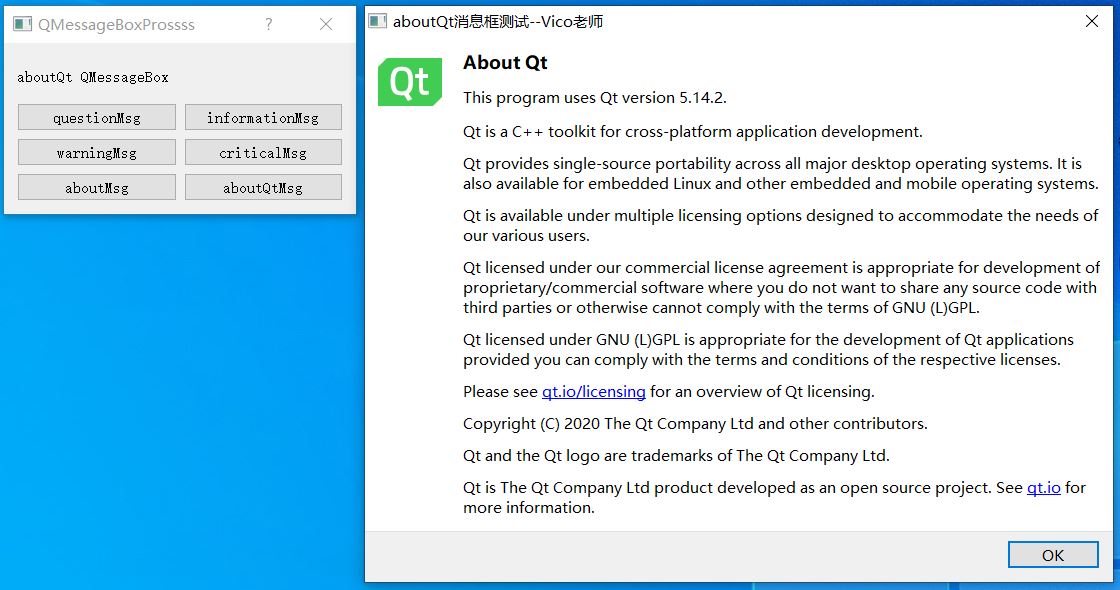 QMessageBoxProssss
?
aboutQt QMessageBox
questionMsg
informationMsg
warningMsg
criticalMsg
aboutMsg
aboutQtMsg
aboutQt消息框测试--Vico老师
Qt
About Qt
This program uses Qt version 5.14.2.
Qt is a C++ toolkit for cross-platform application development.
Qt provides single-source portability across all major desktop operating systems. It is
also available for embedded Linux and other embedded and mobile operating systems.
Qt is available under multiple licensing options designed to accommodate the needs of
our various users.
Qt licensed under our commercial license agreement is appropriate for development of
proprietary/commercial software where you do not want to share any source code with
third parties or otherwise cannot comply with the terms of GNU (L)GPL.
Qt licensed under GNU (L)GPL is appropriate for the development of Qt applications
provided you can comply with the terms and conditions of the respective licenses.
Please see qt.io/licensing for an overview of Qt licensing.
Copyright (C) 2020 The Qt Company Ltd and other contributors.
Qt and the Qt logo are trademarks of The Qt Company Ltd.
Qt is The Qt Company Ltd product developed as an open source project. See qt.io for
more information.
OK